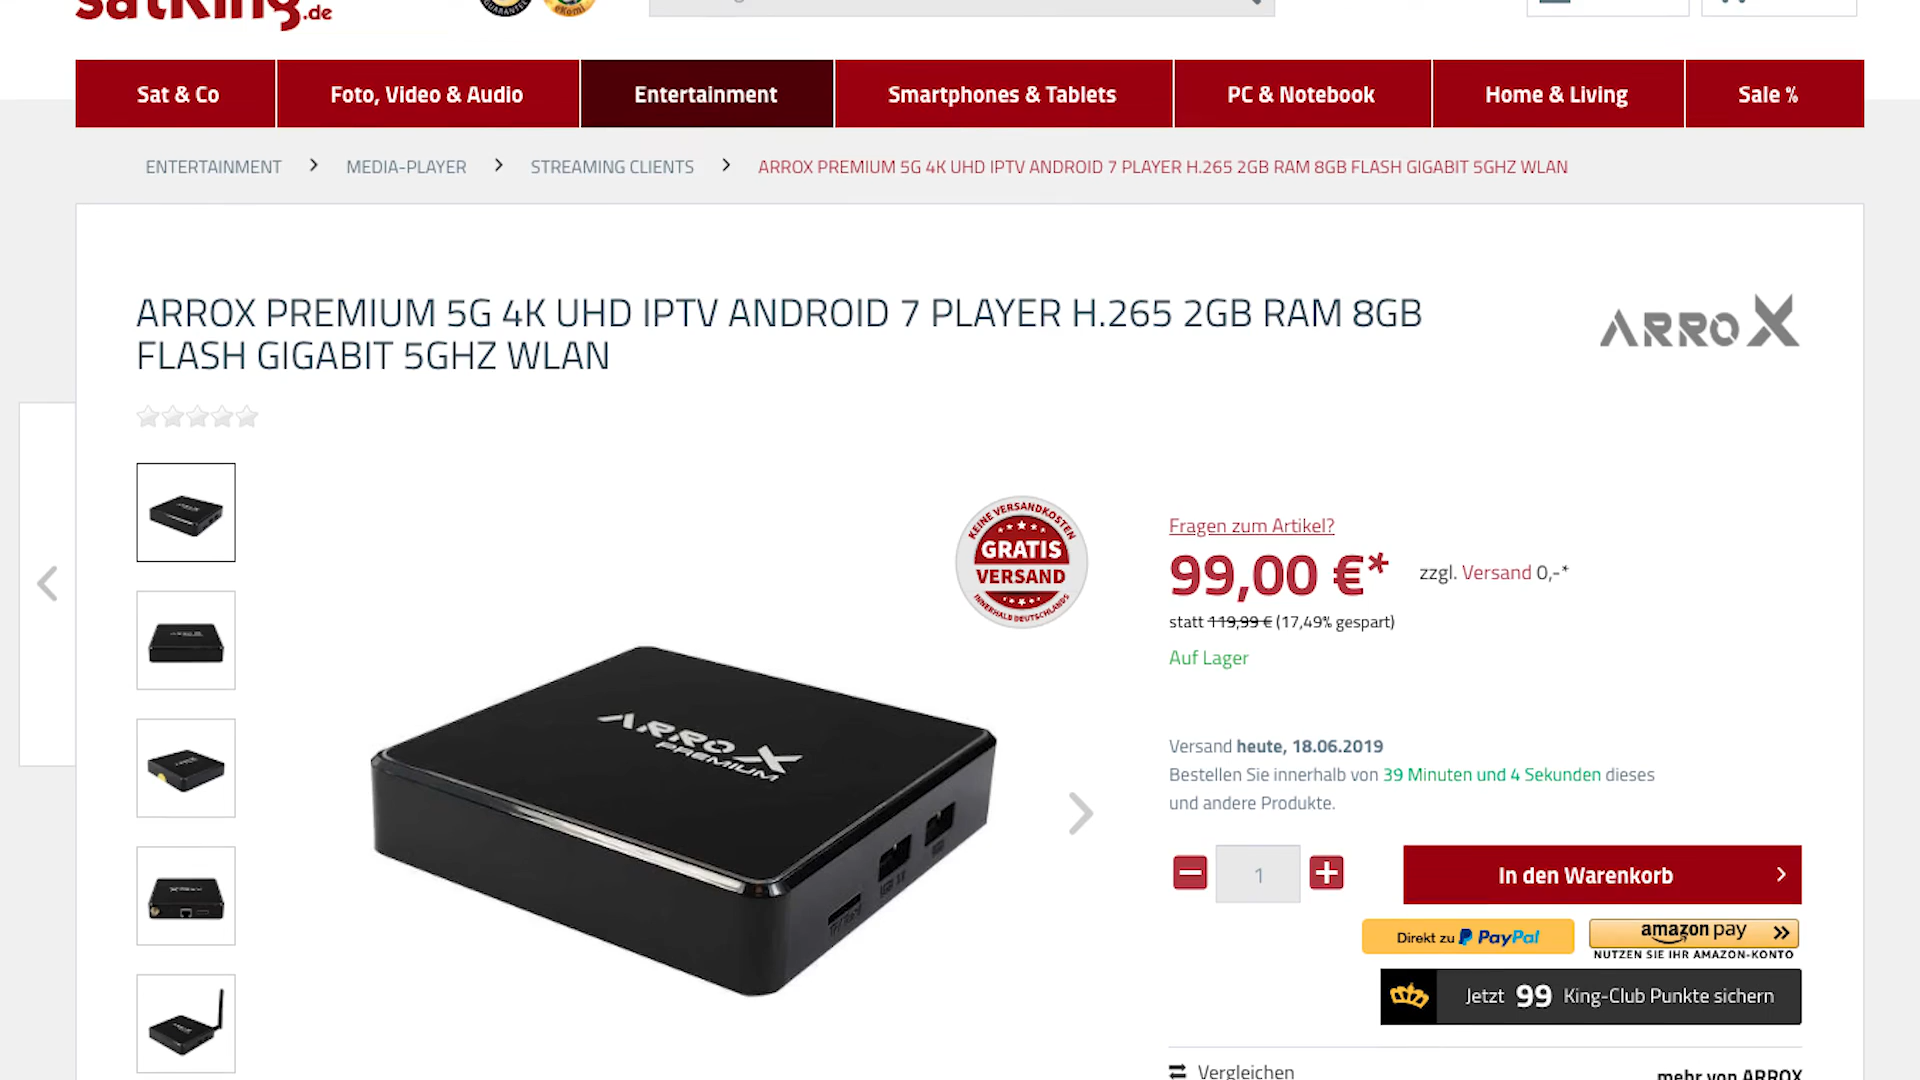 satking.de
GUARANTEE
eKomi
Sat & Co
Foto, Video & Audio
Entertainment
Smartphones & Tablets
PC & Notebook
Home & Living
Sale %
ENTERTAINMENT
MEDIA-PLAYER
STREAMING CLIENTS
ARROX PREMIUM 5G 4K UHD IPTV ANDROID 7 PLAYER H.265 2GB RAM 8GB FLASH GIGABIT 5GHZ WLAN
ARROX PREMIUM 5G 4K UHD IPTV ANDROID 7 PLAYER H.265 2GB RAM 8GB
FLASH GIGABIT 5GHZ WLAN
ARROX
KEINE VERSANDKOSTEN
GRATIS
VERSAND
INNERHALB DEUTSCHLANDS
Fragen zum Artikel?
99,00 €* zzgl. Versand 0,-*
statt 119,99 € (17,49% gespart)
Auf Lager
ARROX
PREMIUM
Versand heute, 18.06.2019
Bestellen Sie innerhalb von 39 Minuten und 4 Sekunden dieses
und andere Produkte.
1
In den Warenkorb
Direkt zu PayPal
amazon pay
NUTZEN SIE IHR AMAZON-KONTO
Jetzt 99 King-Club Punkte sichern
Vergleichen
mehr von ARROX